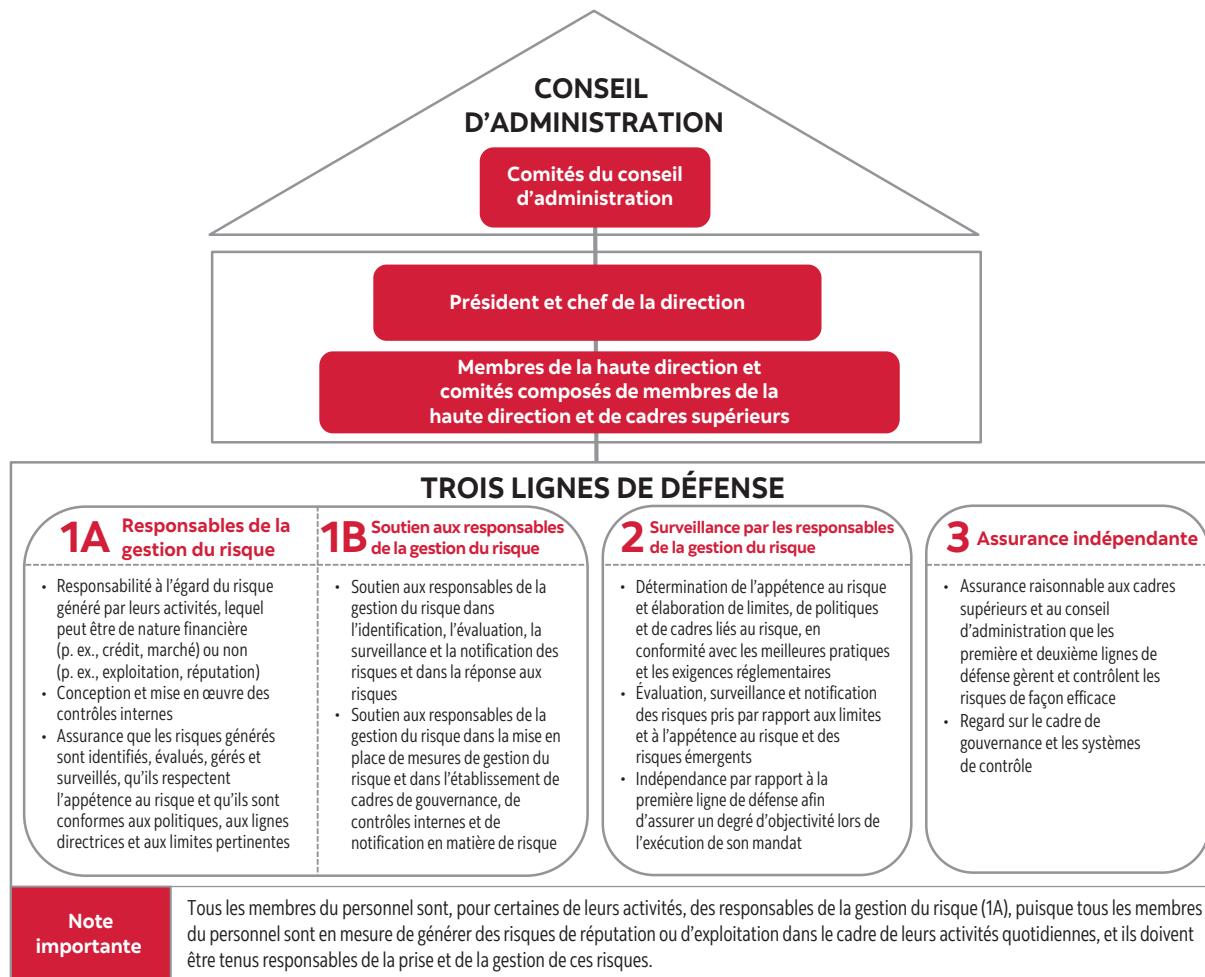 CONSEIL
D'ADMINISTRATION
Comités du conseil
d'administration
Président et chef de la direction
Membres de la haute direction et
comités composés de membres de la
haute direction et de cadres supérieurs
TROIS LIGNES DE DÉFENSE
1A
Responsables de la
gestion du risque
• Responsabilité à l'égard du risque
généré par leurs activités, lequel
peut être de nature financière
(p. ex., crédit, marché) ou non
(p. ex., exploitation, réputation)
• Conception et mise en œuvre des
contrôles internes
• Assurance que les risques générés
sont identifiés, évalués, gérés et
surveillés, qu'ils respectent
l'appétence au risque et qu'ils sont
conformes aux politiques, aux lignes
directrices et aux limites pertinentes
1B
Soutien aux responsables
de la gestion du risque
• Soutien aux responsables de la
gestion du risque dans
l'identification, l'évaluation, la
surveillance et la notification des
risques et dans la réponse aux
risques
• Soutien aux responsables de la
gestion du risque dans la mise en
place de mesures de gestion du
risque et dans l'établissement de
cadres de gouvernance, de
contrôles internes et de
notification en matière de risque
2
Surveillance par les responsables
de la gestion du risque
• Détermination de l'appétence au risque
et élaboration de limites, de politiques
et de cadres liés au risque, en
conformité avec les meilleures pratiques
et les exigences réglementaires
• Évaluation, surveillance et notification
des risques pris par rapport aux limites
et à l'appétence au risque et des
risques émergents
• Indépendance par rapport à la
première ligne de défense afin
d'assurer un degré d'objectivité lors de
l'exécution de son mandat
3 Assurance indépendante
• Assurance raisonnable aux cadres
supérieurs et au conseil
d'administration que les
première et deuxième lignes de
défense gèrent et contrôlent les
risques de façon efficace
• Regard sur le cadre de
gouvernance et les systèmes
de contrôle
Note
importante
Tous les membres du personnel sont, pour certaines de leurs activités, des responsables de la gestion du risque (1A), puisque tous les membres
du personnel sont en mesure de générer des risques de réputation ou d'exploitation dans le cadre de leurs activités quotidiennes, et ils doivent
être tenus responsables de la prise et de la gestion de ces risques.